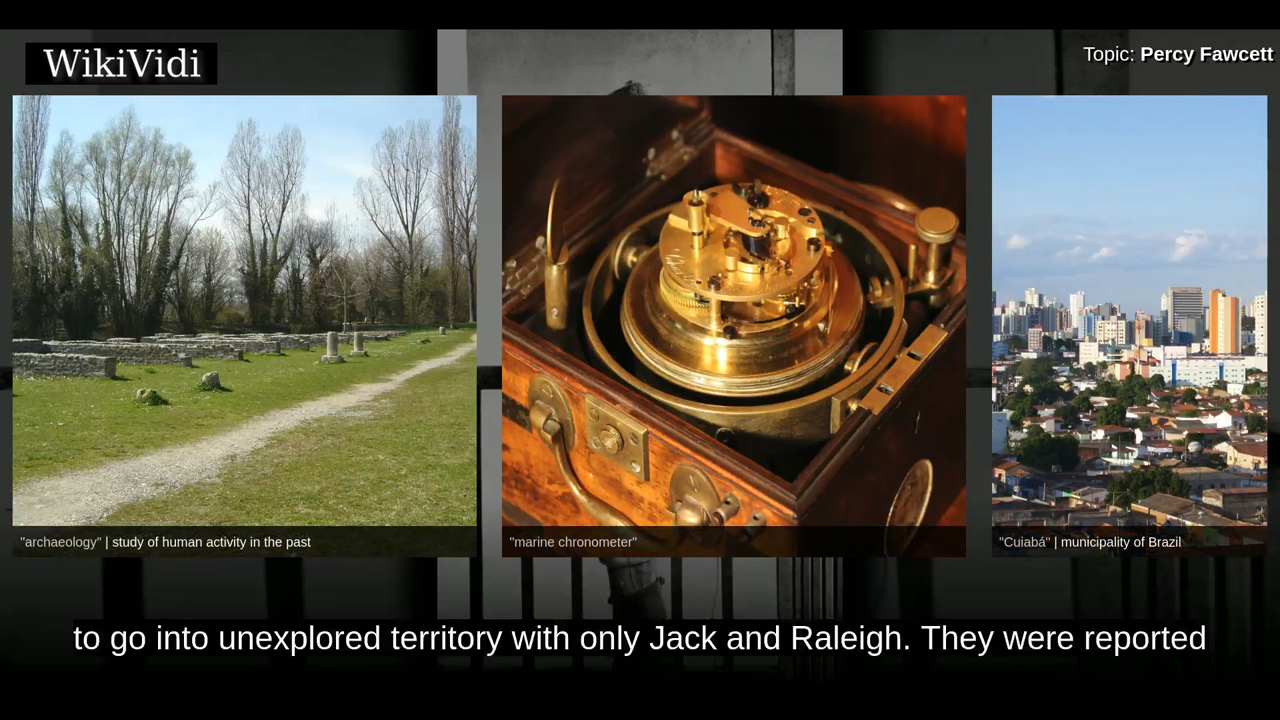 WikiVidi
Topic: Percy Fawcett
"archaeology" | study of human activity in the past
"marine chronometer"
"Cuiabá" | municipality of Brazil
to go into unexplored territory with only Jack and Raleigh. They were reported